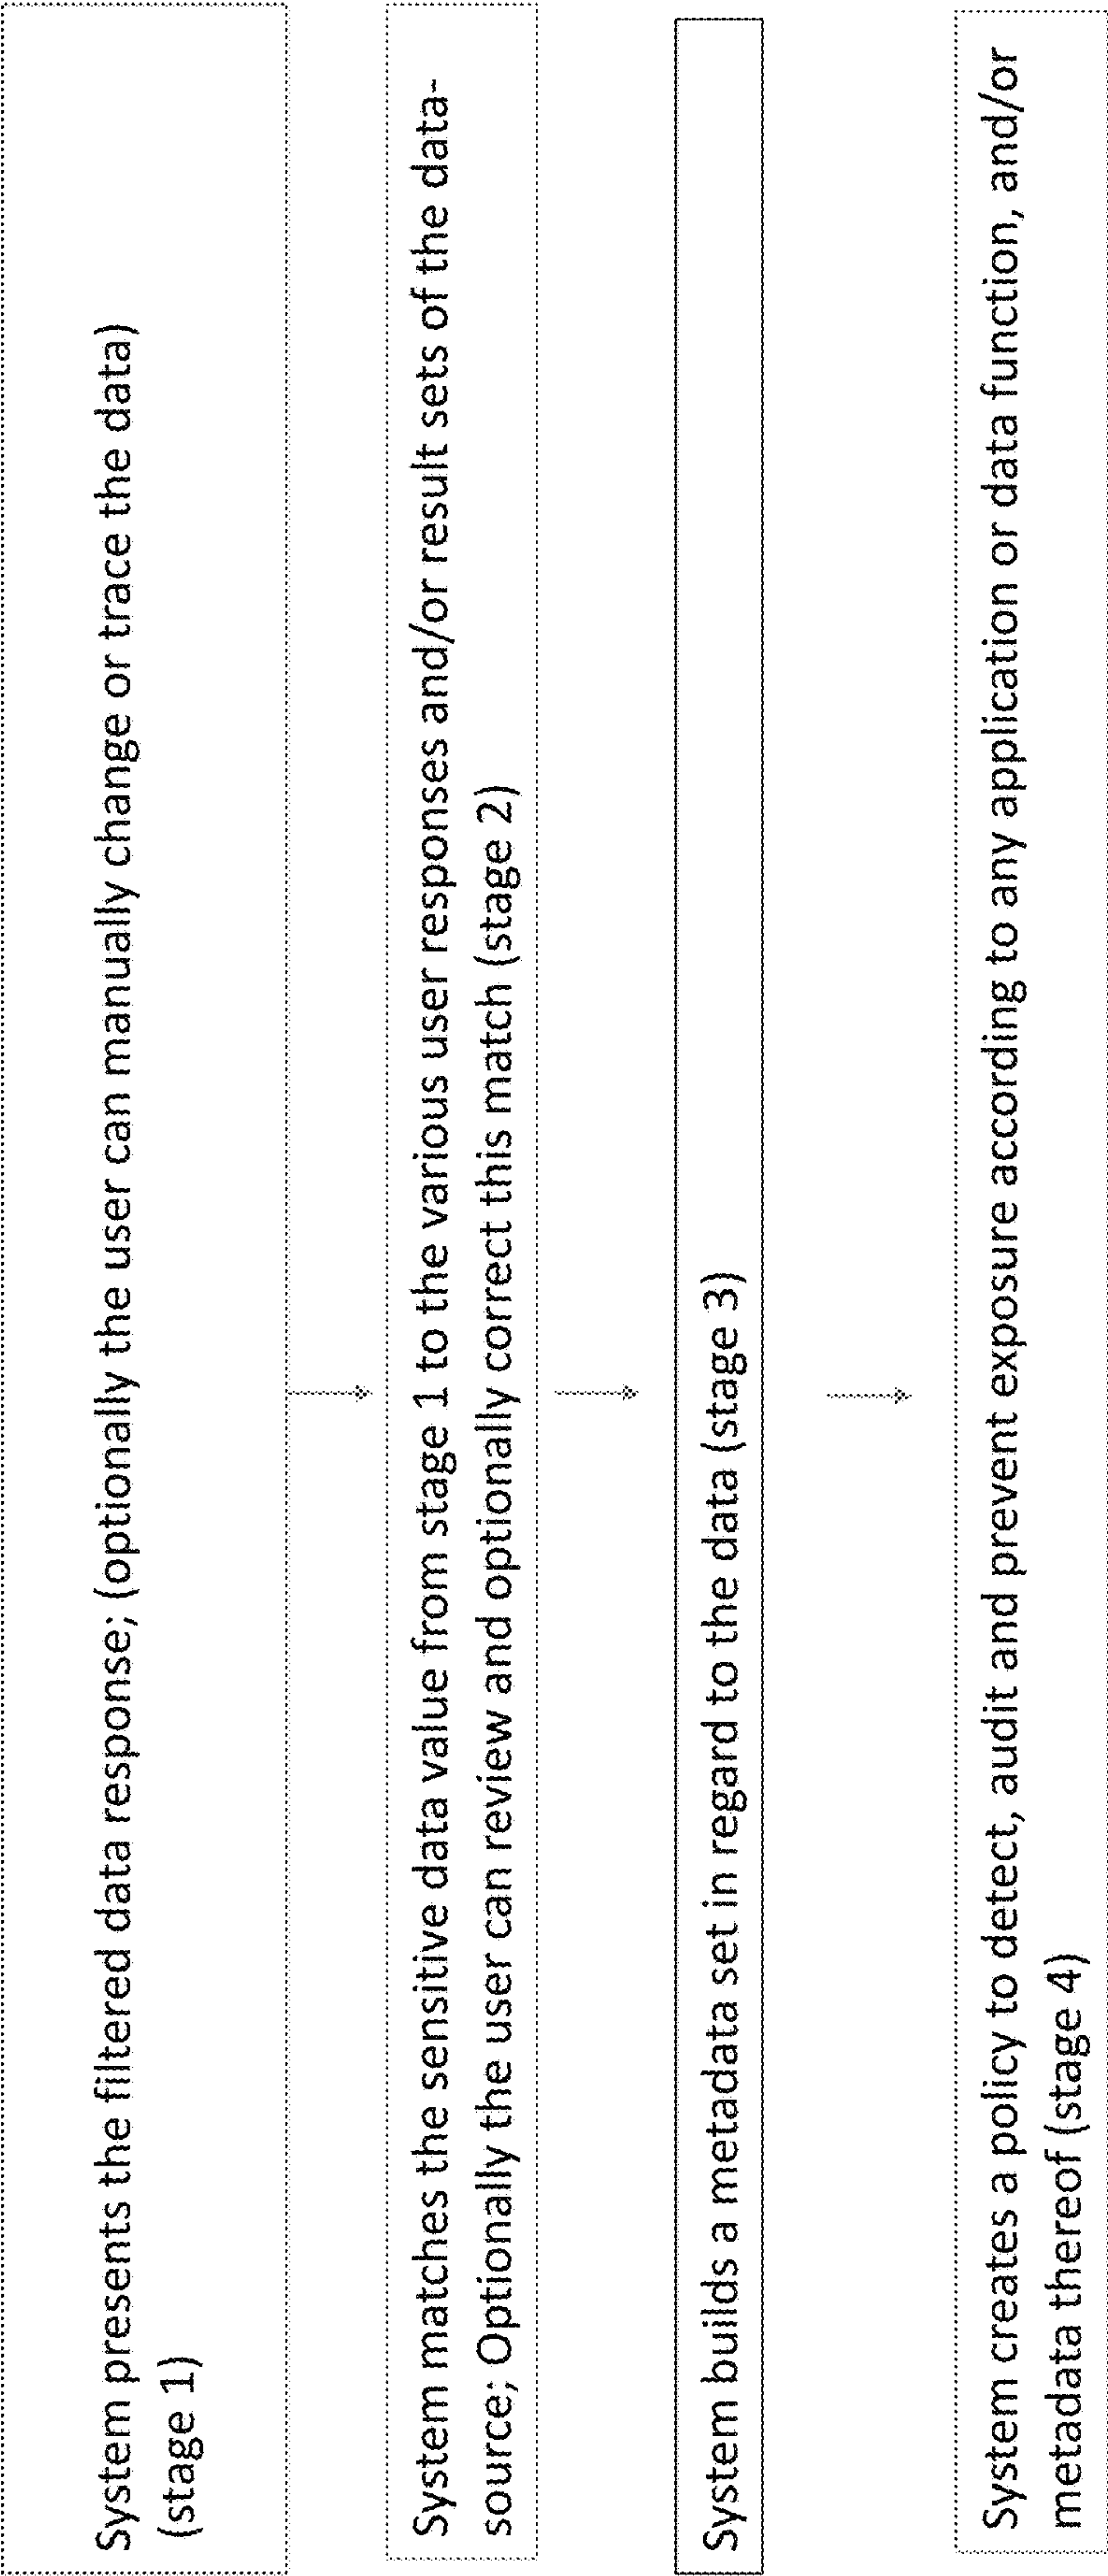 System presents the filtered data response; (optionally the user can manually change or trace the data)
(stage 1)
System matches the sensitive data value from stage 1 to the various user responses and/or result sets of the data-
source; Optionally the user can review and optionally correct this match (stage 2)
System builds a metadata set in regard to the data (stage 3)
System creates a policy to detect, audit and prevent exposure according to any application or data function, and/or
metadata thereof (stage 4)